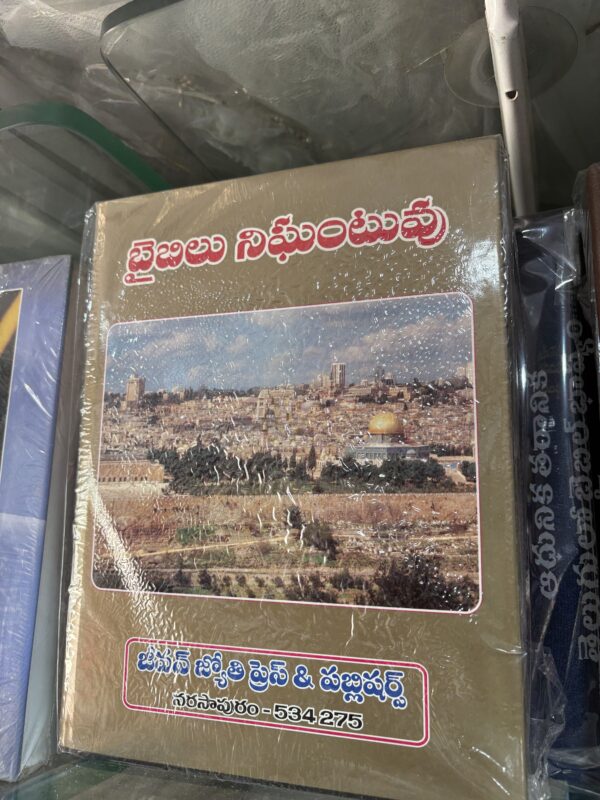 బైబిలు నిఘంటువు
జీవన్ జ్యోతి ప్రెస్ & పబ్లిషర్స్
నరసాపురం - 534 275